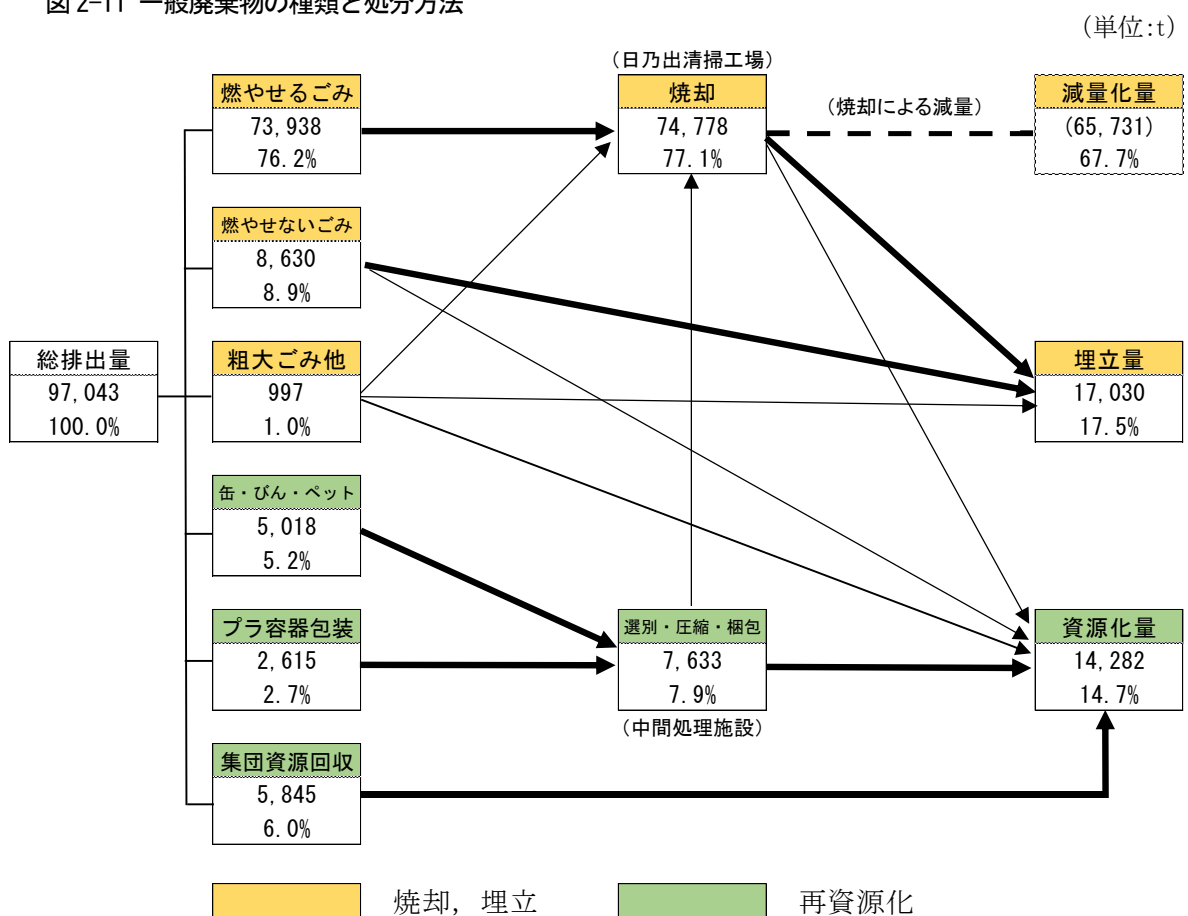 図 2-11 一般廃棄物の種類と処分方法
(単位:t)
(日乃出清掃工場)
燃やせるごみ
73,938
76.2%
焼却
74,778
77.1%
(焼却による減量)
減量化量
(65,731)
67.7%
燃やせないごみ
8,630
8.9%
総排出量
97,043
100.0%
粗大ごみ他
997
1.0%
埋立量
17,030
17.5%
缶・びん・ペット
5,018
5.2%
プラ容器包装
2,615
2.7%
選別・圧縮・梱包
7,633
7.9%
(中間処理施設)
資源化量
14,282
14.7%
集団資源回収
5,845
6.0%
焼却, 埋立
再資源化